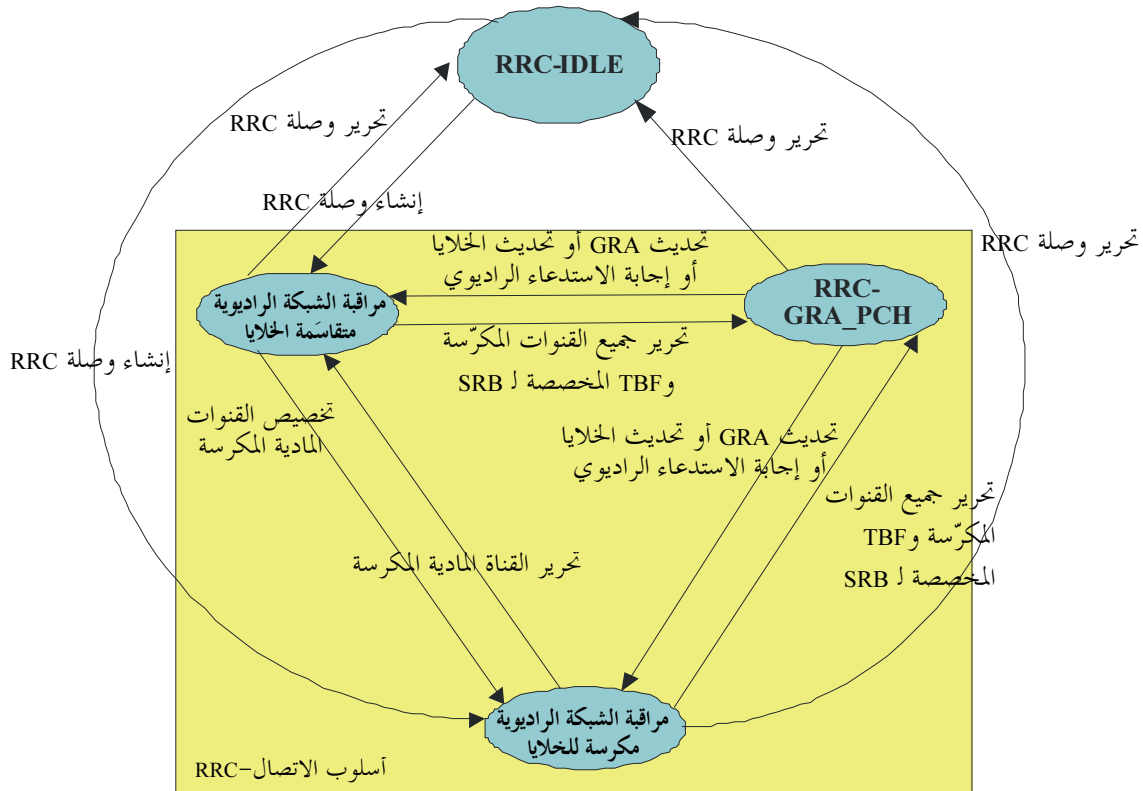 RRC-IDLE
تحرير وصلة RRC
تحرير وصلة RRC
إنشاء وصلة RRC
تحرير وصلة RRC
تحديث GRA أو تحديث الخلايا
أو إجابة الاستدعاء الراديوي
مراقبة الشبكة الراديوية
متقاسَمة الخلايا
RRC-
GRA_PCH
إنشاء وصلة RRC
تحرير جميع القنوات المكرّسة
وTBF المخصصة لـ SRB
تخصيص القنوات
المادية المكرسة
تحديث GRA أو تحديث الخلايا
أو إجابة الاستدعاء الراديوي
تحرير جميع القنوات
المكرّسة وTBF
المخصصة لـ SRB
تحرير القناة المادية المكرسة
مراقبة الشبكة الراديوية
مكرسة للخلايا
أسلوب الاتصال-RRC